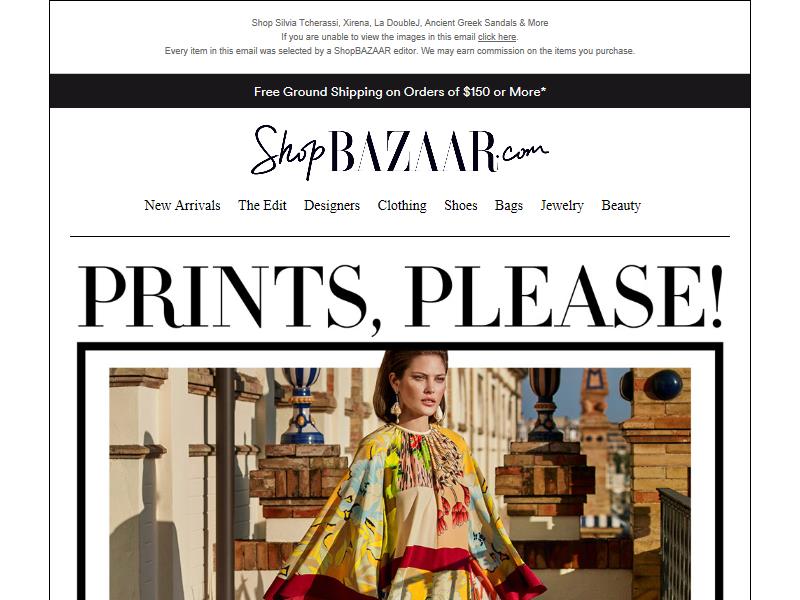 Shop Silvia Tcherassi, Xirena, La DoubleJ, Ancient Greek Sandals & More
If you are unable to view the images in this email click here.
Every item in this email was selected by a ShopBAZAAR editor. We may earn commission on the items you purchase.
Free Ground Shipping on Orders of $150 or More*
ShopBAZAAR.com
New Arrivals The Edit Designers Clothing Shoes Bags Jewelry Beauty
PRINTS, PLEASE!